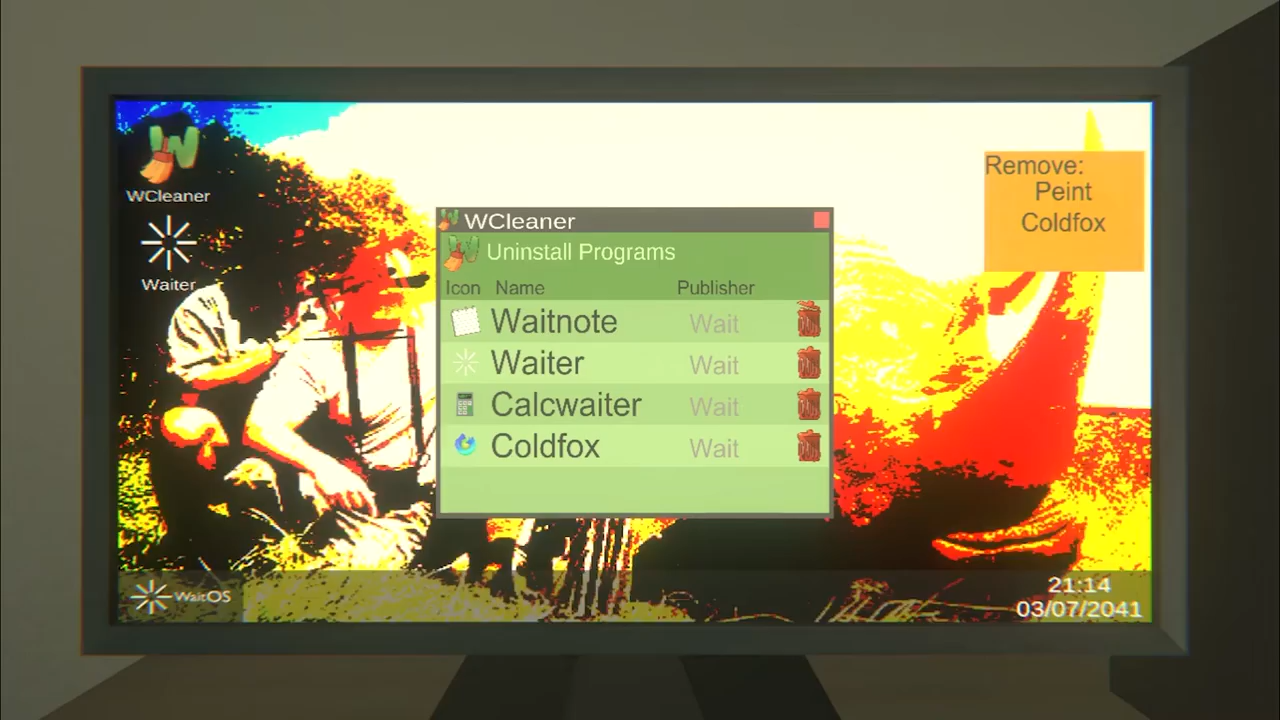 WCleaner
Waiter
Remove:
Peint
Coldfox
WCleaner
Uninstall Programs
Icon Name Publisher
Waitnote Wait
Waiter Wait
Calcwaiter Wait
Coldfox Wait
WaitOS
21:14
03/07/2041